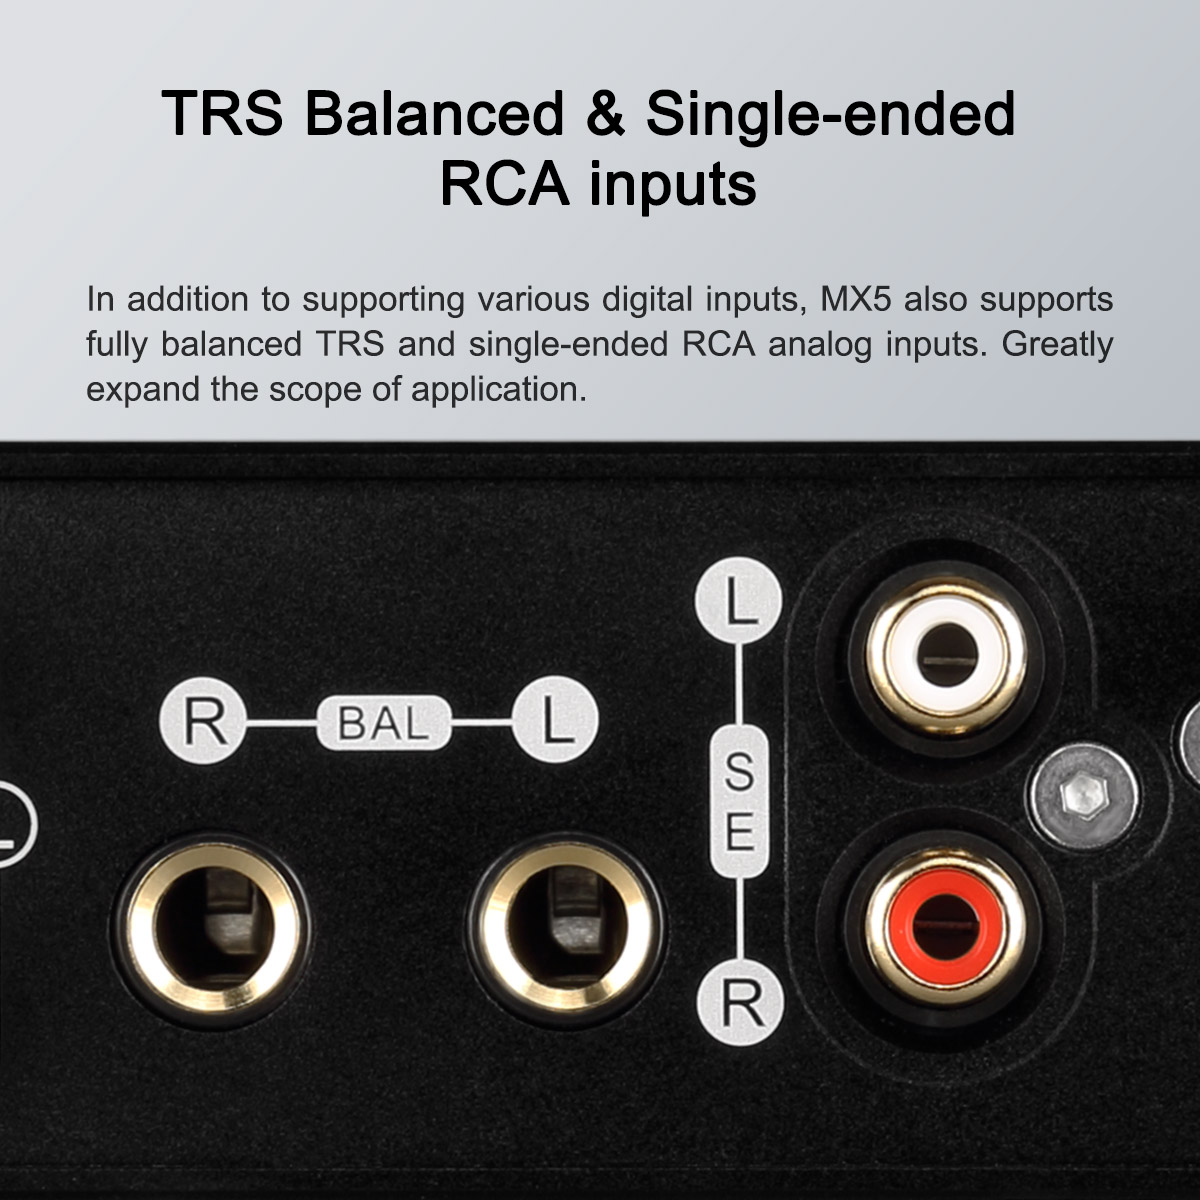 TRS Balanced & Single-ended
RCA inputs
In addition to supporting various digital inputs, MX5 also supports
fully balanced TRS and single-ended RCA analog inputs. Greatly
expand the scope of application.
L
R BAL L
S
E
R